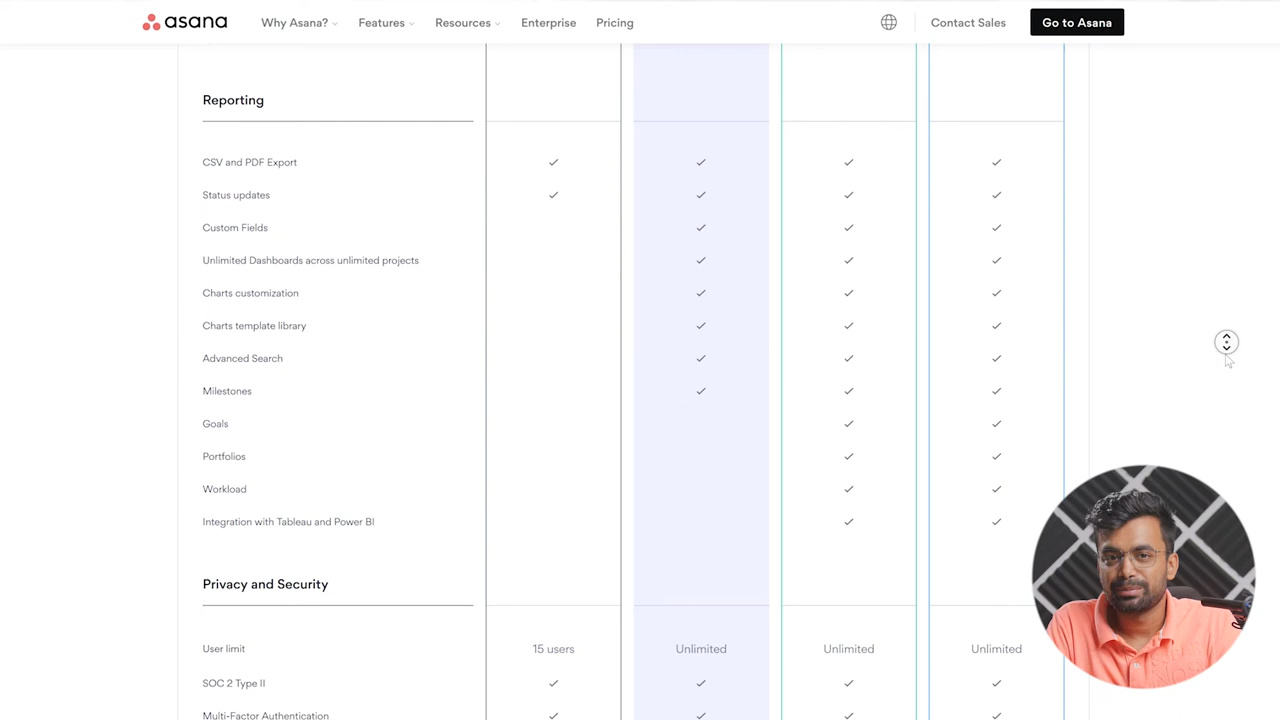 asana Why Asana? Features Resources Enterprise Pricing Contact Sales Go to Asana
Reporting
CSV and PDF Export
Status updates
Custom Fields
Unlimited Dashboards across unlimited projects
Charts customization
Charts template library
Advanced Search
Milestones
Goals
Portfolios
Workload
Integration with Tableau and Power BI
Privacy and Security
User limit 15 users Unlimited Unlimited Unlimited
SOC 2 Type II
Multi-Factor Authentication